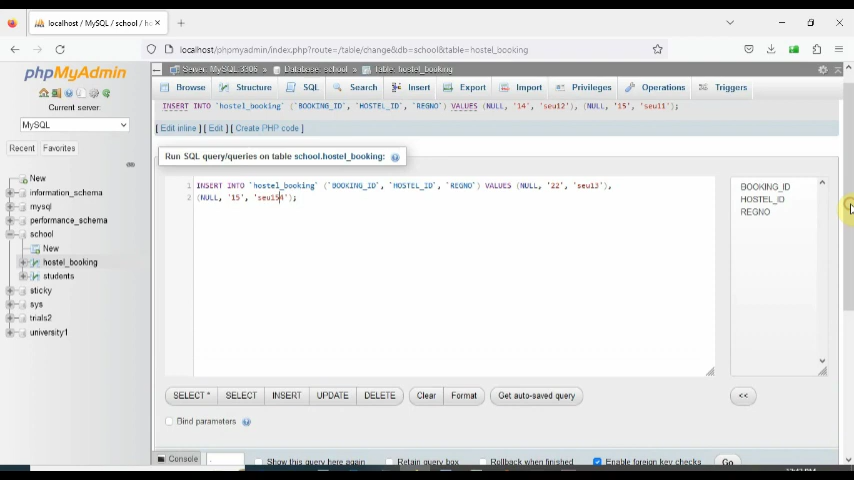 localhost / MySQL / school / ho
localhost/phpmyadmin/index.php?route=/table/change&db=school&table=hostel_booking
phpMyAdmin
Current server:
MySQL
Recent Favorites
New
information_schema
mysql
performance_schema
school
New
hostel_booking
students
sticky
sys
trials2
university1
Server: MySQL:3306 » Database: school » Table: hostel_booking
Browse Structure SQL Search Insert Export Import Privileges Operations Triggers
INSERT INTO `hostel_booking` (`BOOKING_ID`, `HOSTEL_ID`, `REGNO`) VALUES (NULL, '14', 'seu12'), (NULL, '15', 'seu11');
[ Edit inline ] [ Edit ] [ Create PHP code ]
Run SQL query/queries on table school.hostel_booking:
1 INSERT INTO `hostel_booking` (`BOOKING_ID`, `HOSTEL_ID`, `REGNO`) VALUES (NULL, '22', 'seu13'),
2 (NULL, '15', 'seu154');
BOOKING_ID
HOSTEL_ID
REGNO
SELECT * SELECT INSERT UPDATE DELETE Clear Format Get auto-saved query <<
Bind parameters
Console
Show this query here again Retain query box Rollback when finished Enable foreign key checks Go